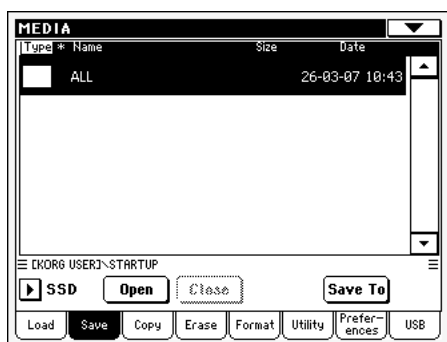 MEDIA
Type * Name Size Date
ALL 26-03-07 10:43
[KORG USER]\STARTUP
SSD Open Close Save To
Load Save Copy Erase Format Utility Prefer-
ences USB